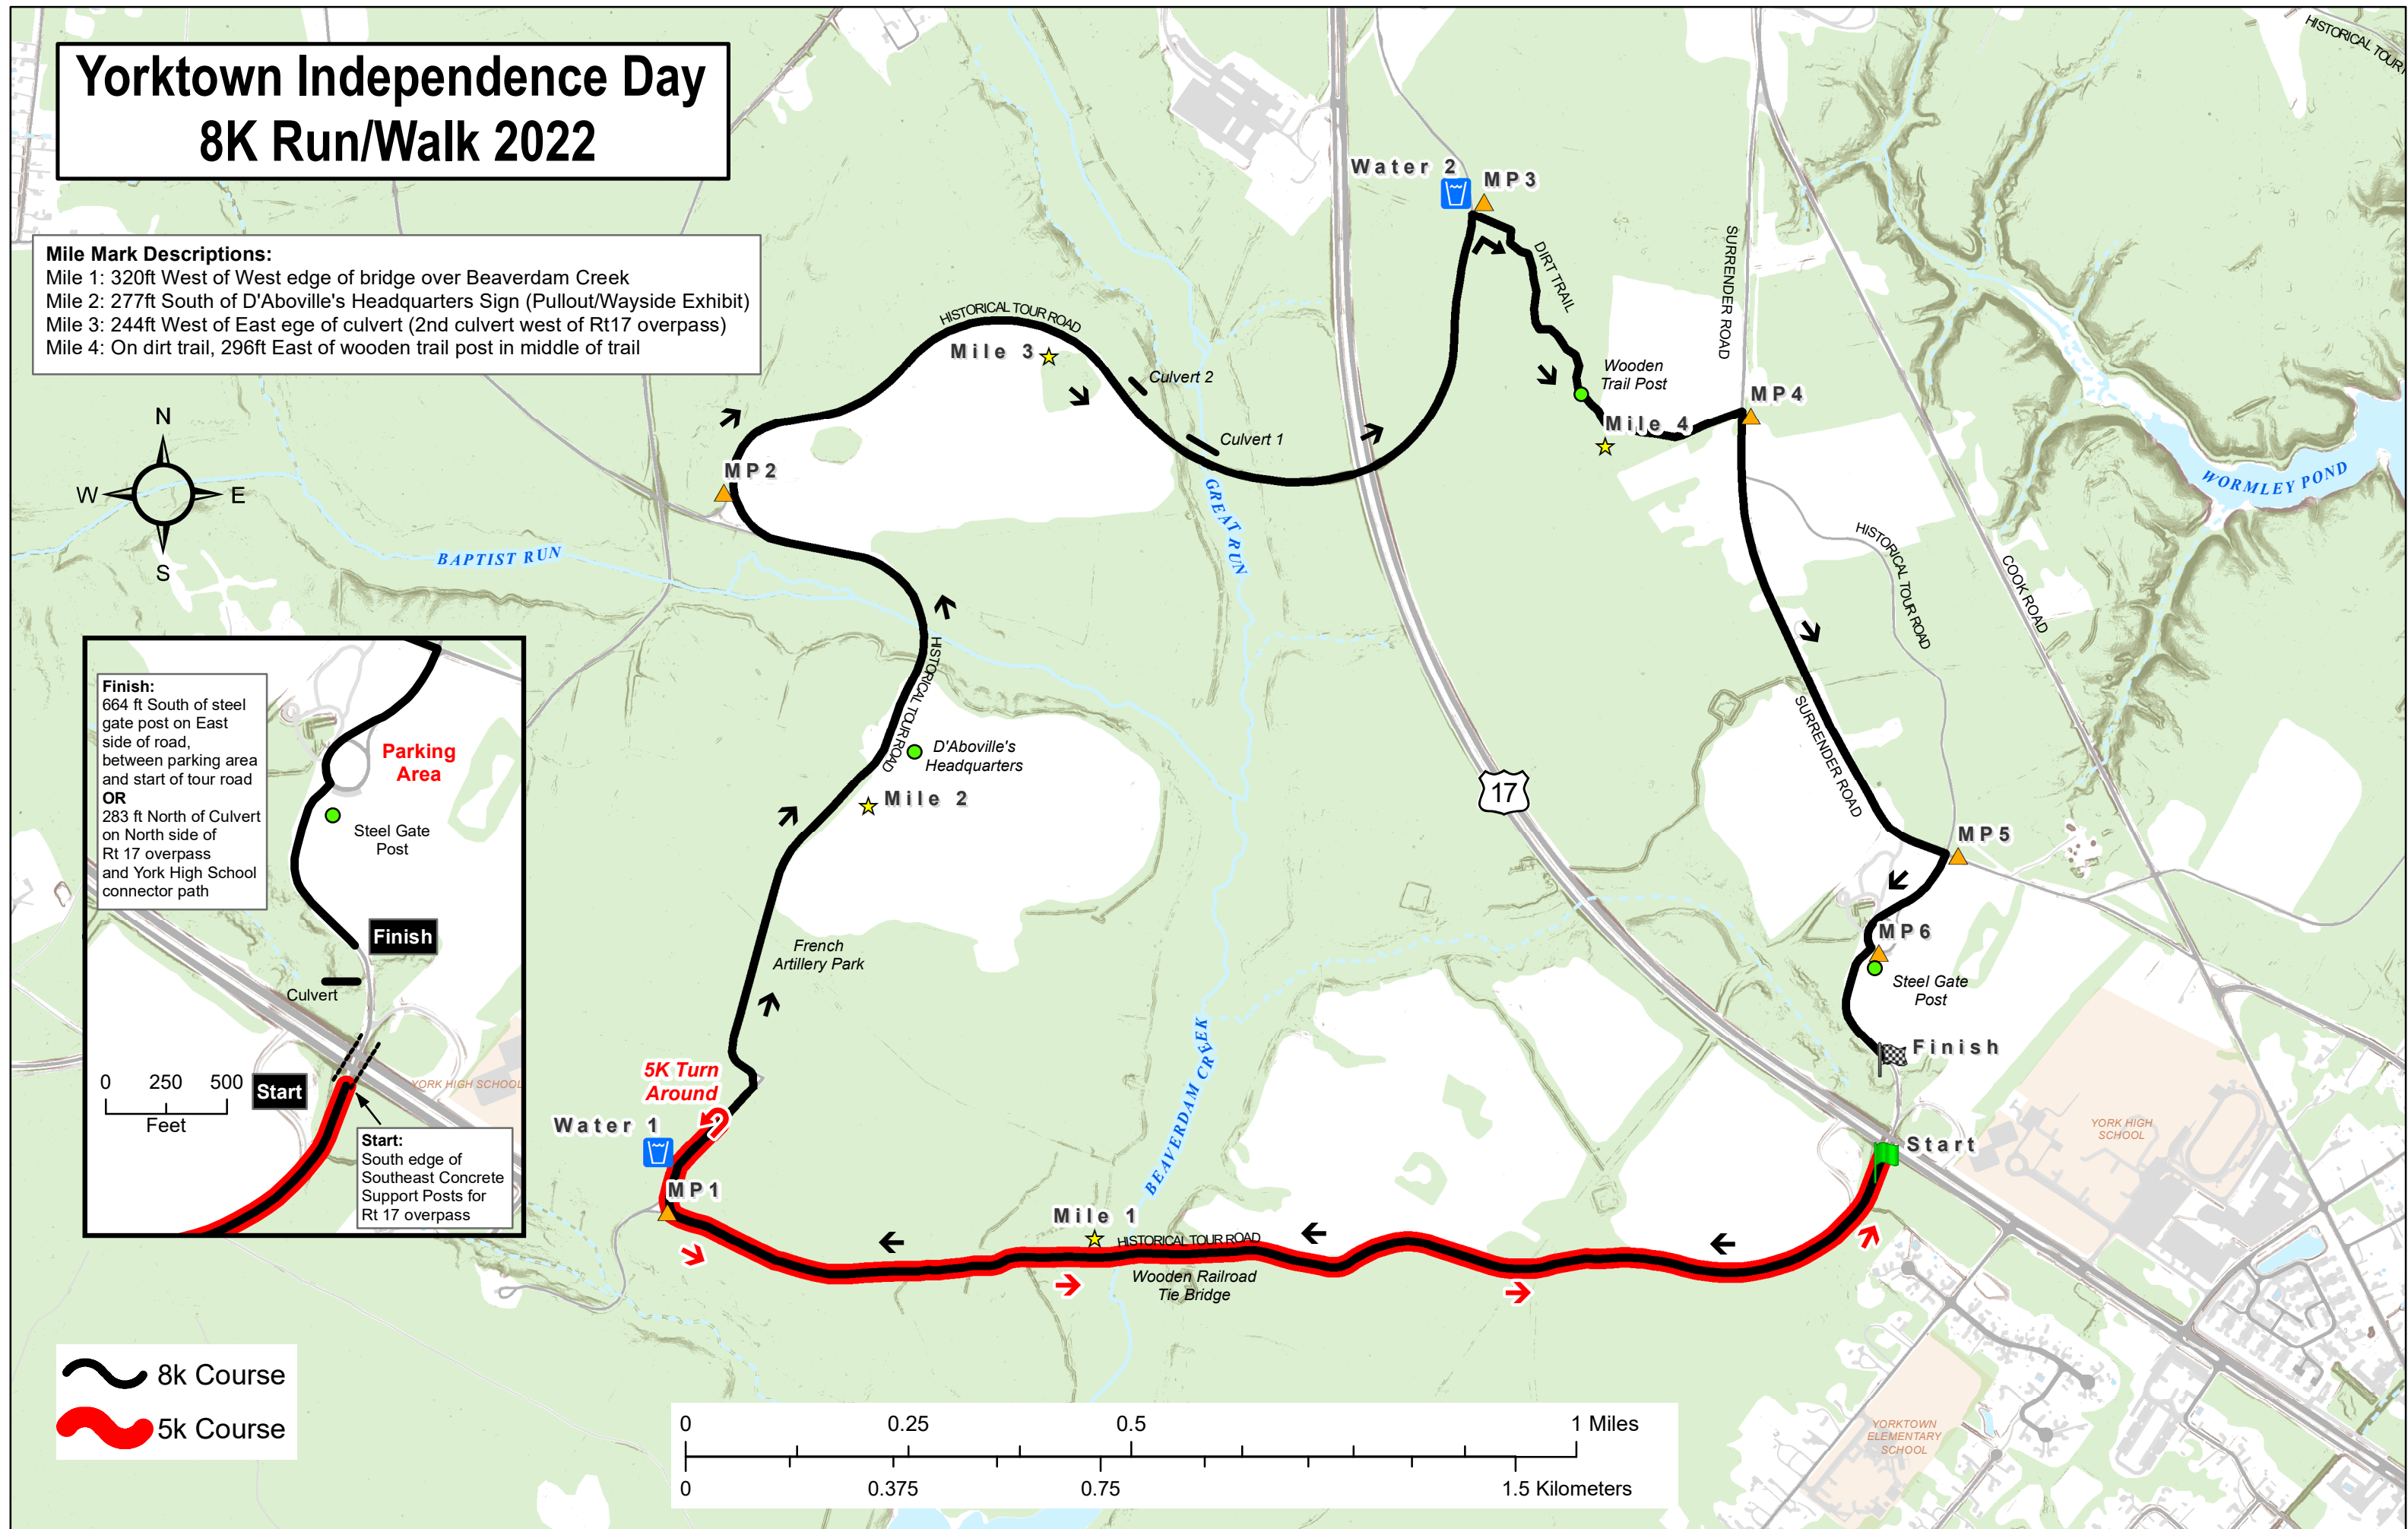 Yorktown Independence Day
8K Run/Walk 2022
Mile Mark Descriptions:
Mile 1: 320ft West of West edge of bridge over Beaverdam Creek
Mile 2: 277ft South of D'Aboville's Headquarters Sign (Pullout/Wayside Exhibit)
Mile 3: 244ft West of East ege of culvert (2nd culvert west of Rt17 overpass)
Mile 4: On dirt trail, 296ft East of wooden trail post in middle of trail
N
W
E
S
HISTORICAL TOUR
Water 2
MP3
DIRT TRAIL
SURRENDER ROAD
HISTORICAL TOUR ROAD
Mile 3
Culvert 2
Culvert 1
Wooden
Trail Post
Mile 4
MP4
MP2
GREAT RUN
WORMLEY POND
BAPTIST RUN
HISTORICAL TOUR ROAD
COOK ROAD
HISTORICAL TOUR ROAD
SURRENDER ROAD
D'Aboville's
Headquarters
Mile 2
17
MP5
MP6
Steel Gate
Post
French
Artillery Park
BEAVERDAM CREEK
Finish
Start
YORK HIGH
SCHOOL
5K Turn
Around
Water 1
MP1
Mile 1
HISTORICAL TOUR ROAD
Wooden Railroad
Tie Bridge
YORKTOWN
ELEMENTARY
SCHOOL
Finish:
664 ft South of steel
gate post on East
side of road,
between parking area
and start of tour road
OR
283 ft North of Culvert
on North side of
Rt 17 overpass
and York High School
connector path
Parking
Area
Steel Gate
Post
Finish
Culvert
0 250 500
Feet
Start
YORK HIGH SCHOOL
Start:
South edge of
Southeast Concrete
Support Posts for
Rt 17 overpass
8k Course
5k Course
0 0.25 0.5 1 Miles
0 0.375 0.75 1.5 Kilometers